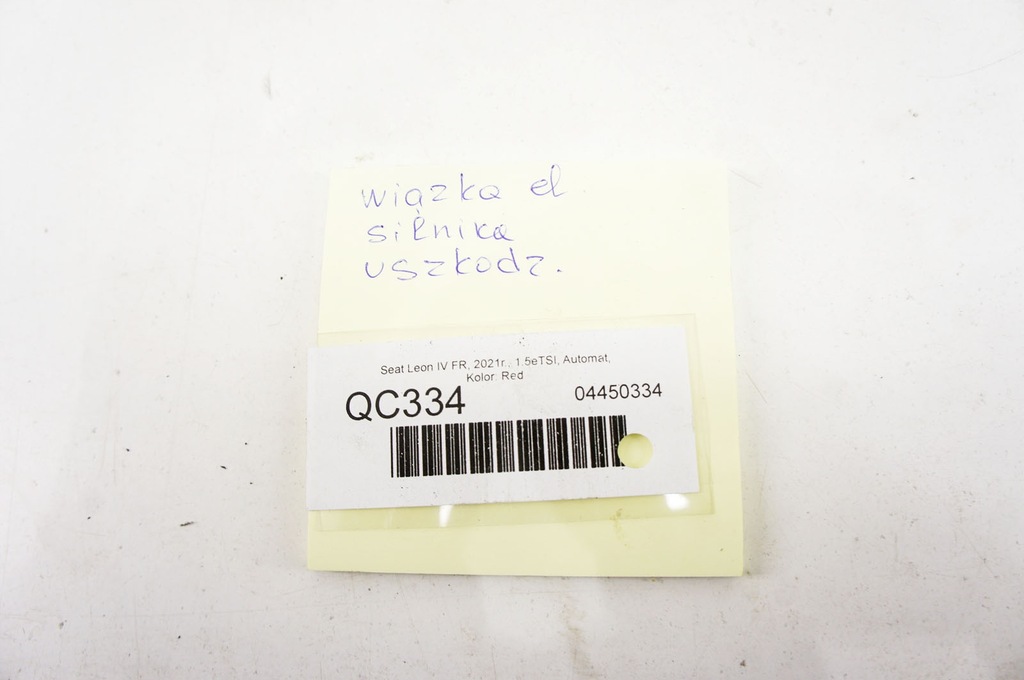 wiązka el
silnika
uszkodz.
Seat Leon IV FR, 2021r., 1.5eTSI, Automat,
Kolor: Red
QC334
04450334